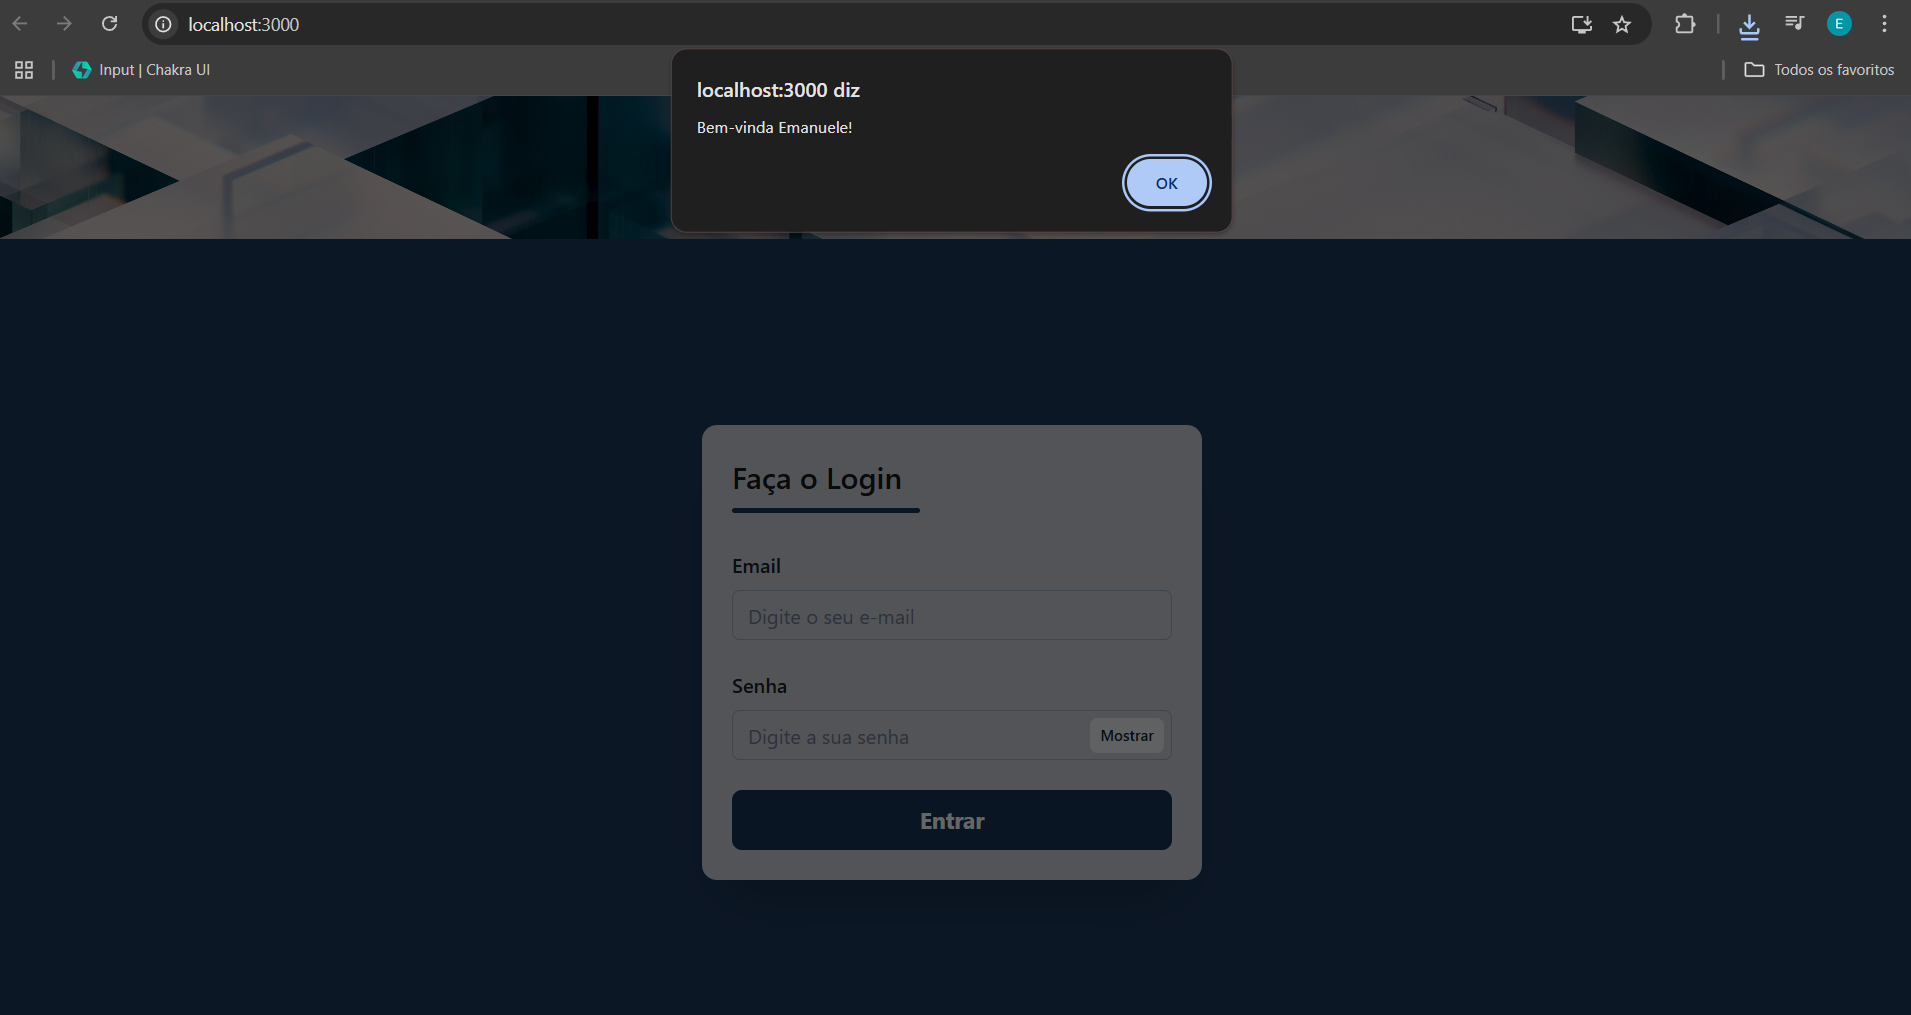 localhost:3000
E
Input | Chakra UI
Todos os favoritos
localhost:3000 diz
Bem-vinda Emanuele!
OK
Faça o Login
Email
Digite o seu e-mail
Senha
Digite a sua senha
Mostrar
Entrar